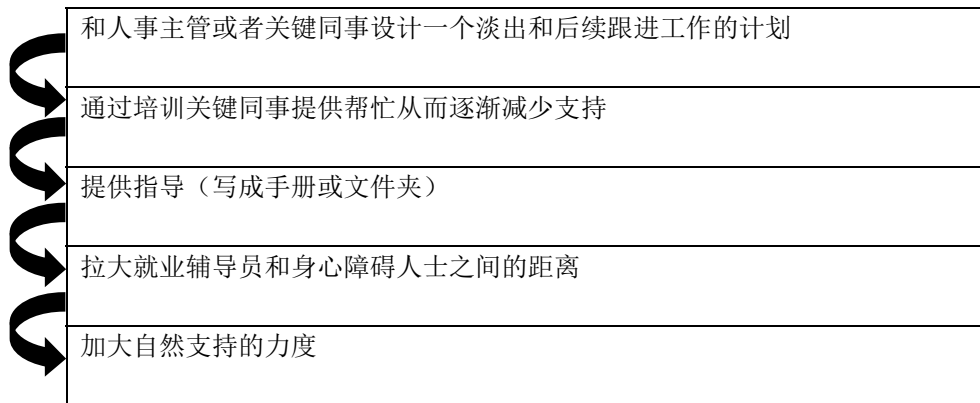 和人事主管或者关键同事设计一个淡出和后续跟进工作的计划
通过培训关键同事提供帮忙从而逐渐减少支持
提供指导（写成手册或文件夹）
拉大就业辅导员和身心障碍人士之间的距离
加大自然支持的力度